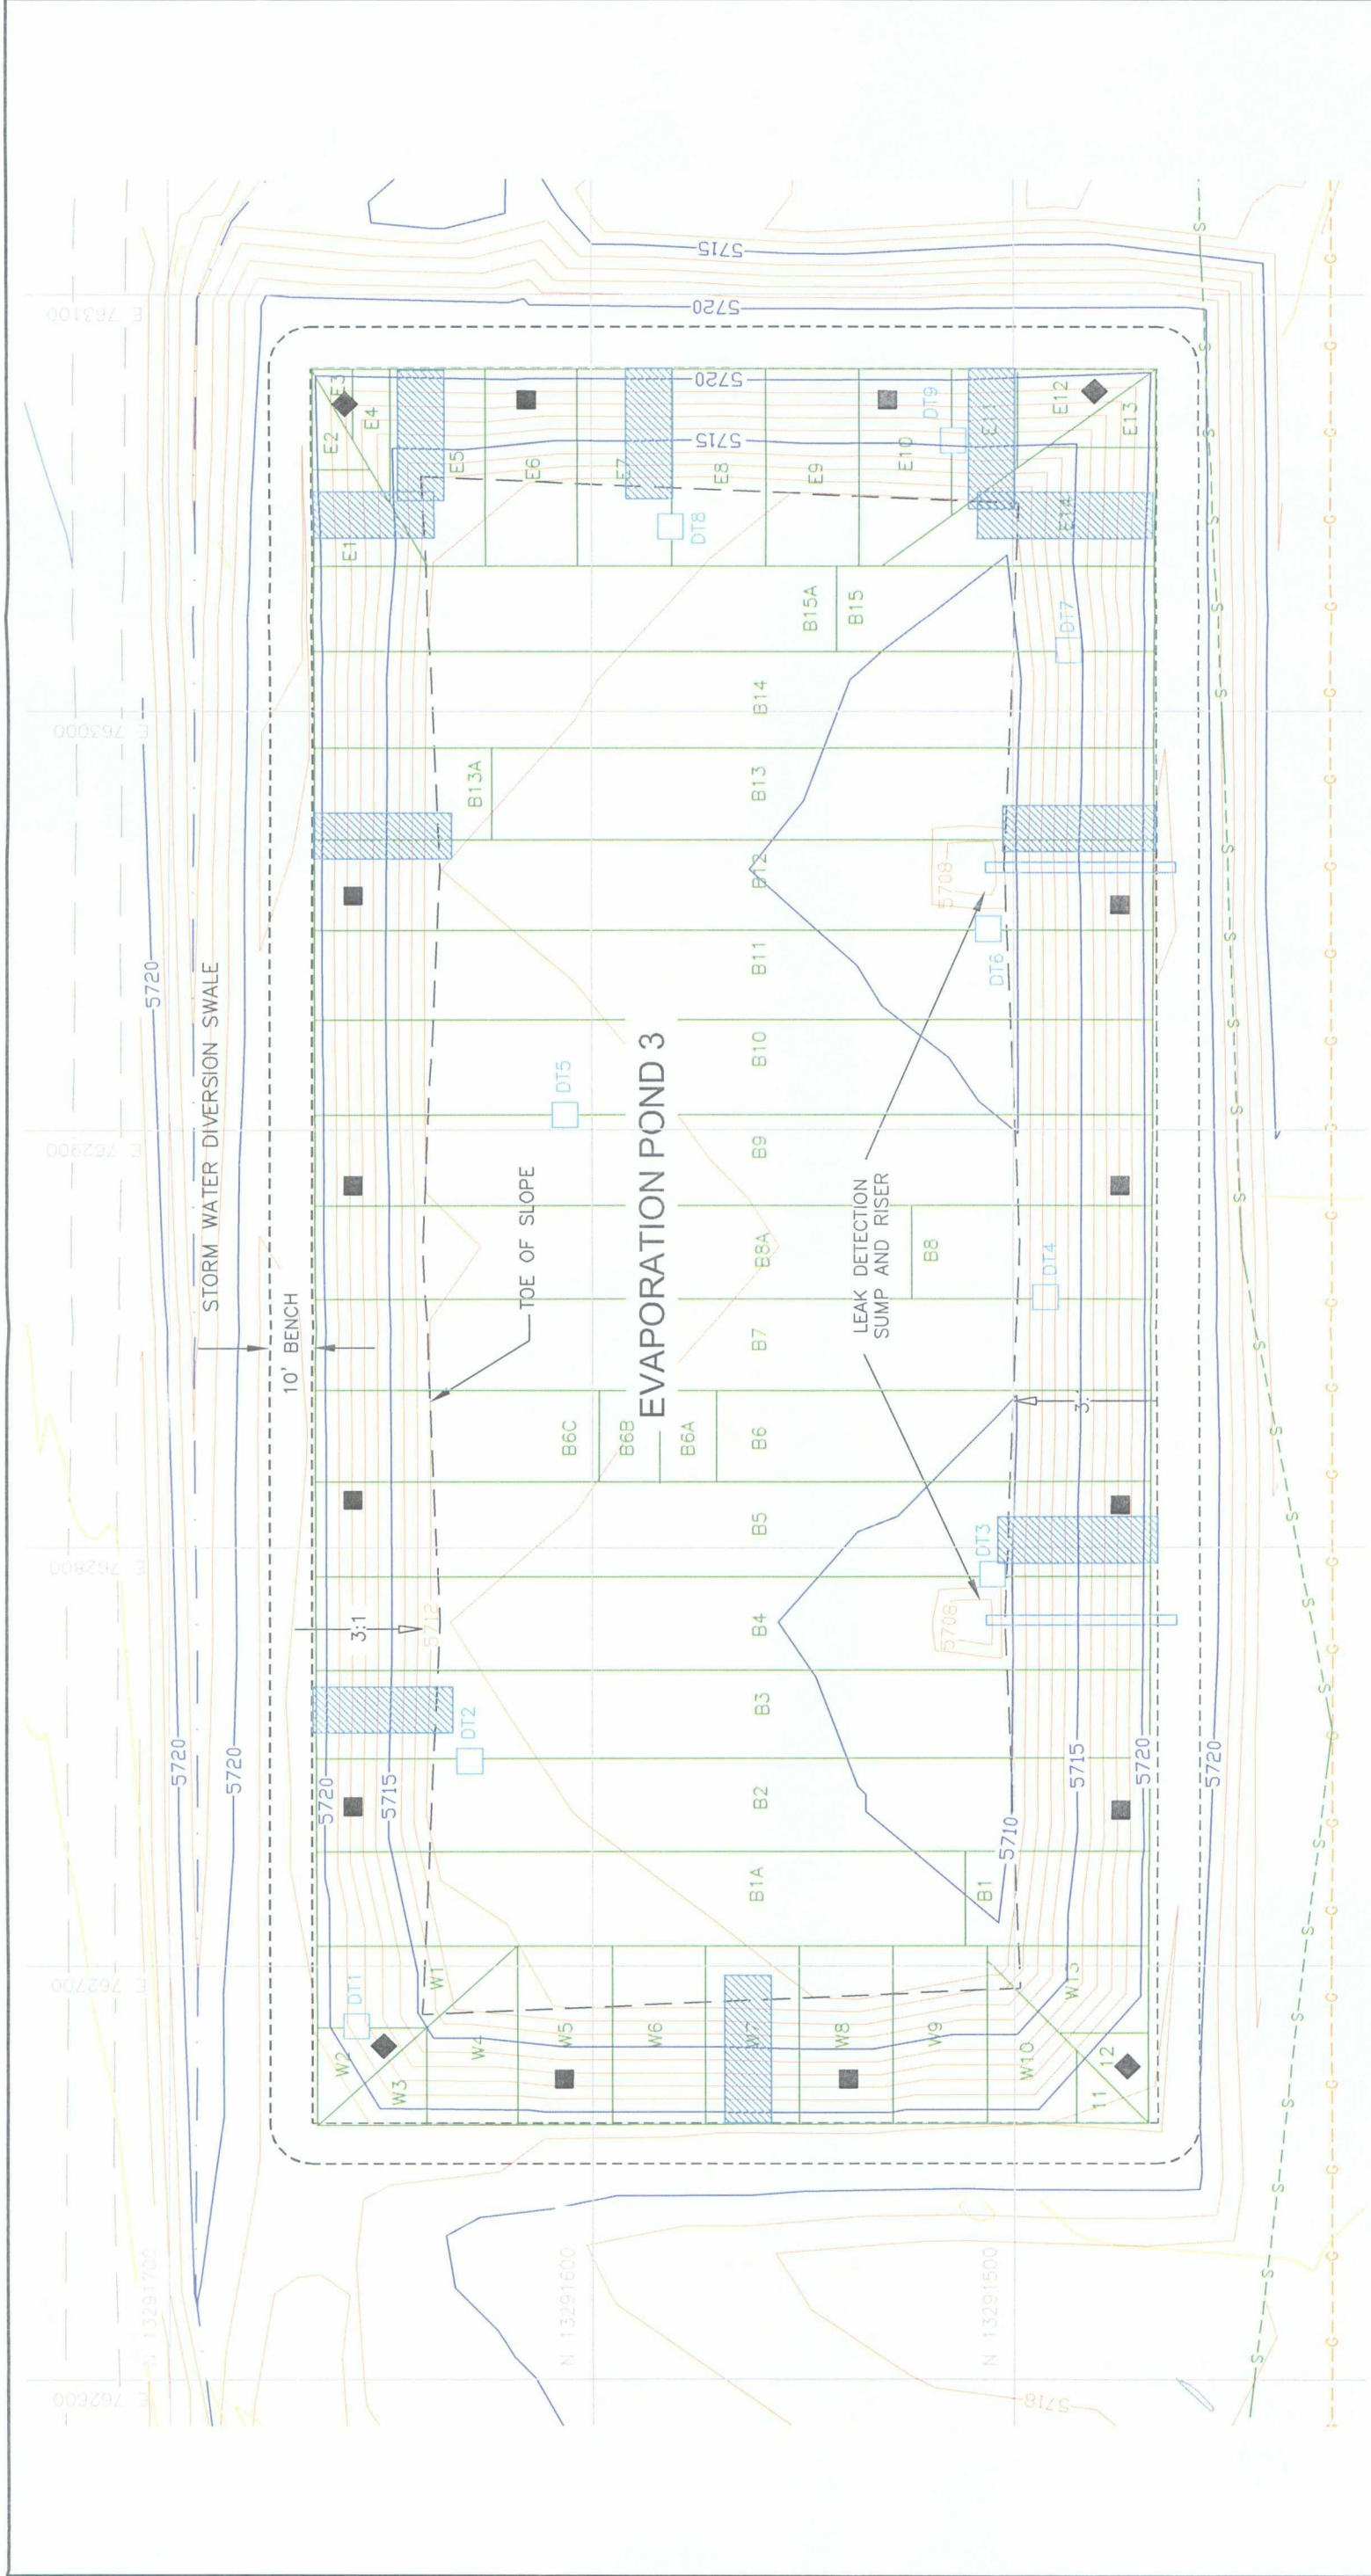 E 763100
E 763000
E 762900
E 762800
E 762700
E 762600
N 13291700
N 13291600
N 13291500
STORM WATER DIVERSION SWALE
10' BENCH
TOE OF SLOPE
EVAPORATION POND 3
LEAK DETECTION
SUMP AND RISER
3:1
3:
5720
5720
5720
5720
5715
5712
5715
5720
5715
5720
5710
5715
5720
5720
5708
5708
5718
E1
E2
E3
E4
E5
E6
E7
E8
E9
E10
E11
E12
E13
E14
B15A
B15
B14
B13A
B13
B12
B11
B10
B9
B8A
B8
B7
B6C
B6B
B6A
B6
B5
B4
B3
B2
B1A
B1
W1
W2
W3
W4
W5
W6
W7
W8
W9
W10
11
12
W13
DT1
DT2
DT3
DT4
DT5
DT6
DT7
DT8
DT9
S
G